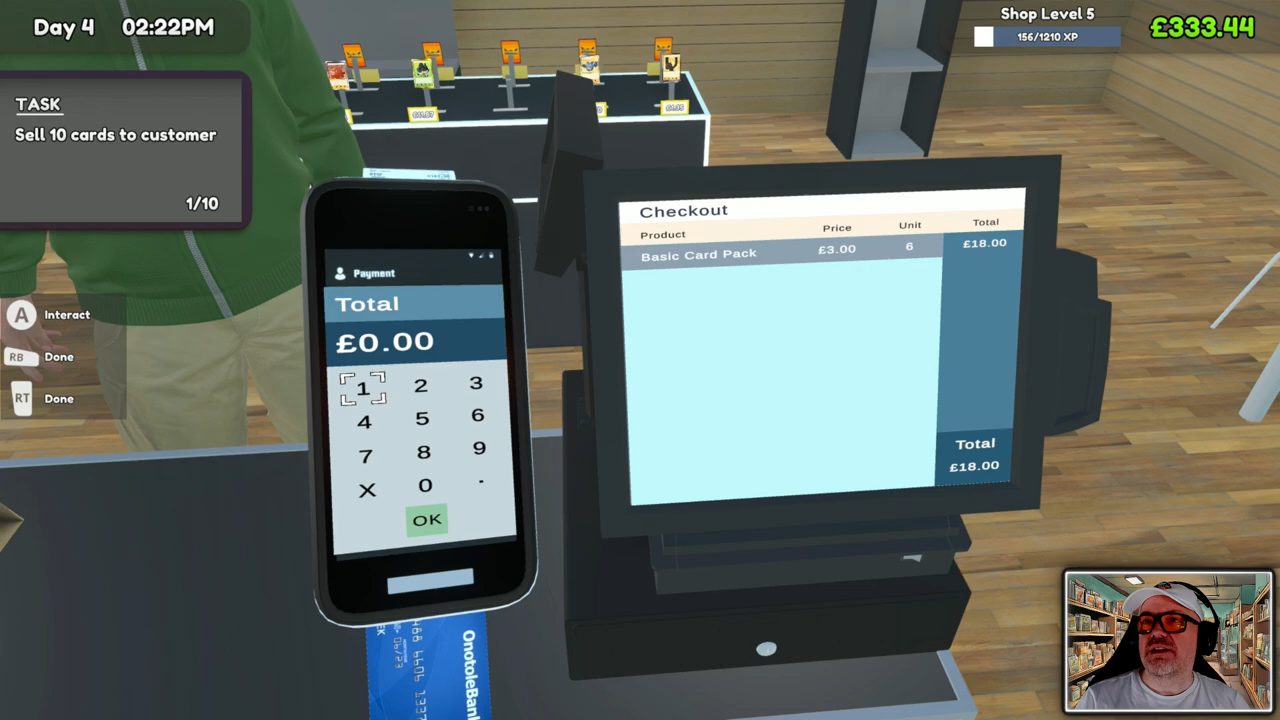 Day 4 02:22PM
Shop Level 5
156/1210 XP
£333.44
TASK
Sell 10 cards to customer
1/10
A Interact
RB Done
RT Done
Payment
Total
£0.00
1 2 3
4 5 6
7 8 9
X 0 .
OK
Checkout
Product Price Unit Total
Basic Card Pack £3.00 6 £18.00
Total
£18.00
OnotoleBank